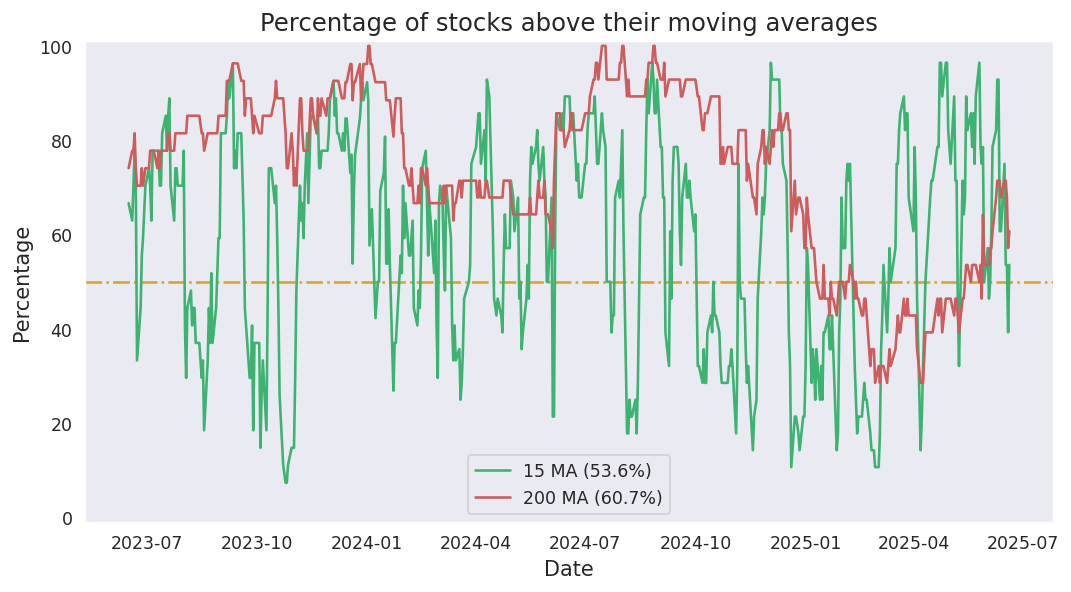 Percentage of stocks above their moving averages
Percentage
100
80
60
40
20
0
15 MA (53.6%)
200 MA (60.7%)
2023-07 2023-10 2024-01 2024-04 2024-07 2024-10 2025-01 2025-04 2025-07
Date